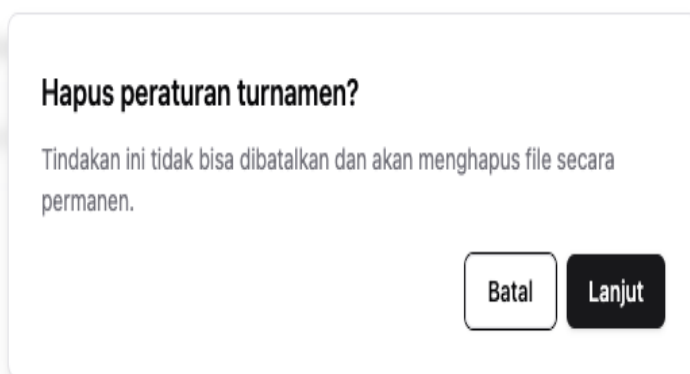 Hapus peraturan turnamen?
Tindakan ini tidak bisa dibatalkan dan akan menghapus file secara
permanen.
Batal
Lanjut